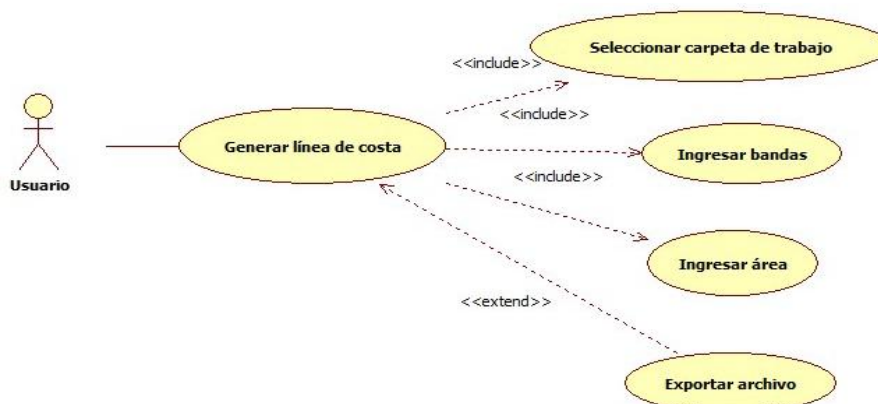 Seleccionar carpeta de trabajo
<<include>>
<<include>>
Generar línea de costa
Ingresar bandas
<<include>>
Usuario
Ingresar área
<<extend>>
Exportar archivo